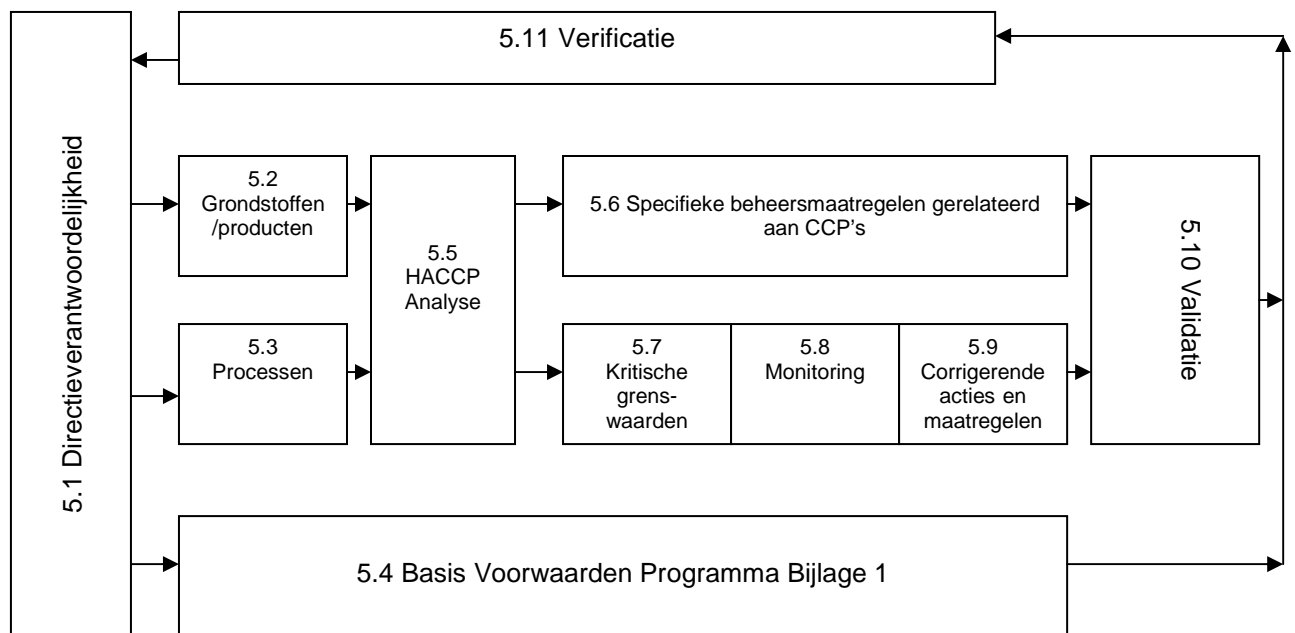 5.11 Verificatie
5.1 Directieverantwoordelijkheid
5.2
Grondstoffen
/producten
5.5
HACCP
Analyse
5.6 Specifieke beheersmaatregelen gerelateerd
aan CCP's
5.10 Validatie
5.3
Processen
5.7
Kritische
grens-
waarden
5.8
Monitoring
5.9
Corrigerende
acties en
maatregelen
5.4 Basis Voorwaarden Programma Bijlage 1